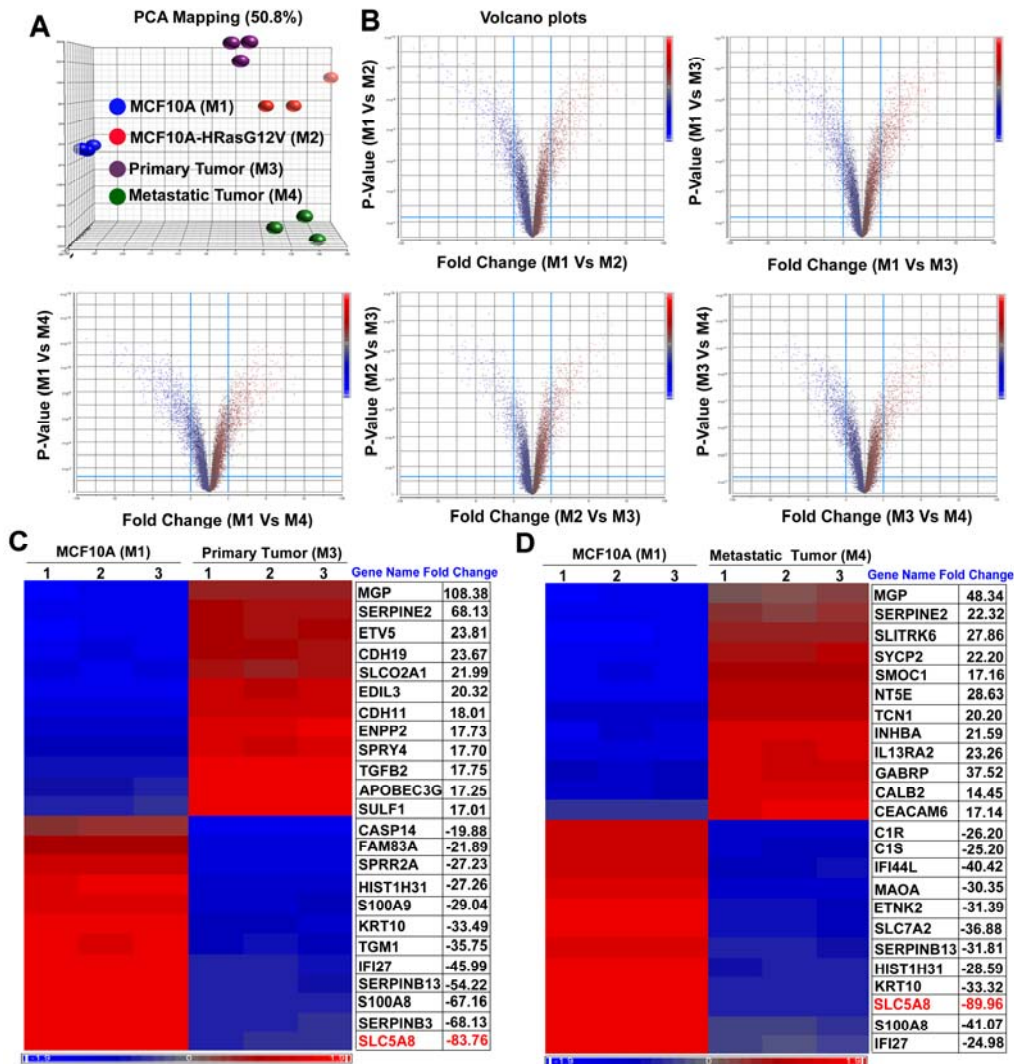 A
PCA Mapping (50.8%)
MCF10A (M1)
MCF10A-HRasG12V (M2)
Primary Tumor (M3)
Metastatic Tumor (M4)
B
Volcano plots
P-Value (M1 Vs M2)
Fold Change (M1 Vs M2)
P-Value (M1 Vs M3)
Fold Change (M1 Vs M3)
P-Value (M1 Vs M4)
Fold Change (M1 Vs M4)
P-Value (M2 Vs M3)
Fold Change (M2 Vs M3)
P-Value (M3 Vs M4)
Fold Change (M3 Vs M4)
C
MCF10A (M1) Primary Tumor (M3)
1 2 3 1 2 3 Gene Name Fold Change
MGP 108.38
SERPINE2 68.13
ETV5 23.81
CDH19 23.67
SLCO2A1 21.99
EDIL3 20.32
CDH11 18.01
ENPP2 17.73
SPRY4 17.70
TGFB2 17.75
APOBEC3G 17.25
SULF1 17.01
CASP14 -19.88
FAM83A -21.89
SPRR2A -27.23
HIST1H31 -27.26
S100A9 -29.04
KRT10 -33.49
TGM1 -35.75
IFI27 -45.99
SERPINB13 -54.22
S100A8 -67.16
SERPINB3 -68.13
SLC5A8 -83.76
-1.9 0 1.9
D
MCF10A (M1) Metastatic Tumor (M4)
1 2 3 1 2 3 Gene Name Fold Change
MGP 48.34
SERPINE2 22.32
SLITRK6 27.86
SYCP2 22.20
SMOC1 17.16
NT5E 28.63
TCN1 20.20
INHBA 21.59
IL13RA2 23.26
GABRP 37.52
CALB2 14.45
CEACAM6 17.14
C1R -26.20
C1S -25.20
IFI44L -40.42
MAOA -30.35
ETNK2 -31.39
SLC7A2 -36.88
SERPINB13 -31.81
HIST1H31 -28.59
KRT10 -33.32
SLC5A8 -89.96
S100A8 -41.07
IFI27 -24.98
-1.9 0 1.9